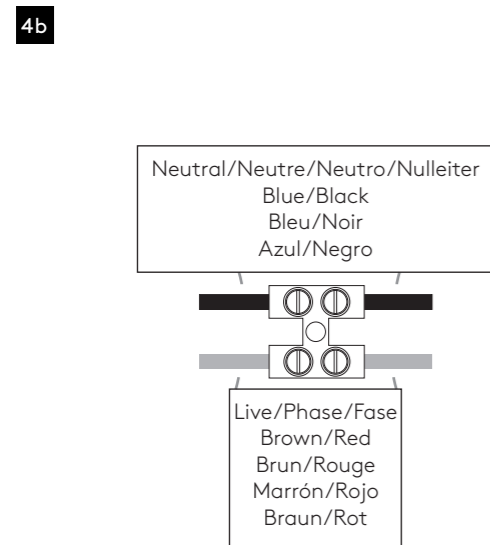 4b
Neutral/Neutre/Neutro/Nulleiter
Blue/Black
Bleu/Noir
Azul/Negro
Live/Phase/Fase
Brown/Red
Brun/Rouge
Marrón/Rojo
Braun/Rot